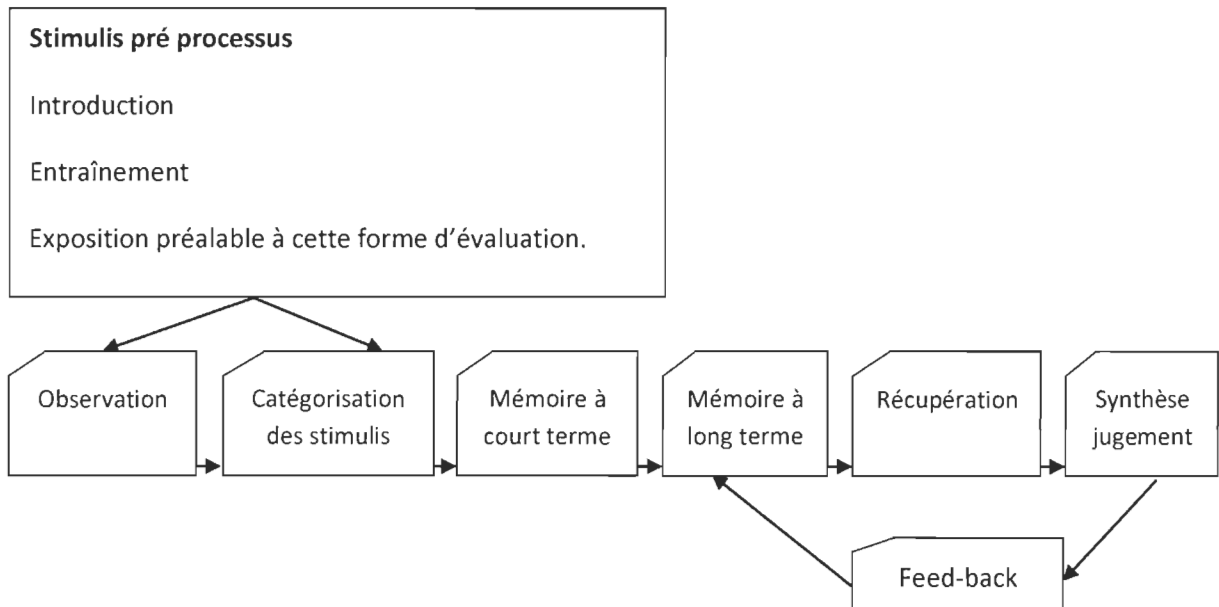 Stimulis pré processus
Introduction
Entraînement
Exposition préalable à cette forme d'évaluation.
Observation
Catégorisation
des stimulis
Mémoire à
court terme
Mémoire à
long terme
Récupération
Synthèse
jugement
Feed-back